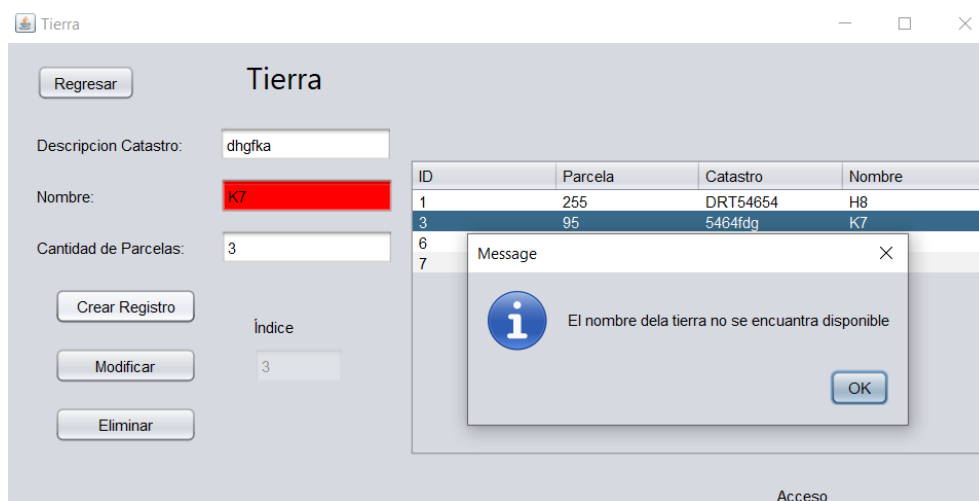 Tierra
Regresar
Tierra
Descripcion Catastro:
dhgfka
Nombre:
K7
Cantidad de Parcelas:
3
Crear Registro
Modificar
Eliminar
Índice
3
ID Parcela Catastro Nombre
1 255 DRT54654 H8
3 95 5464fdg K7
6
7
Message
El nombre dela tierra no se encuantra disponible
OK
Acceso